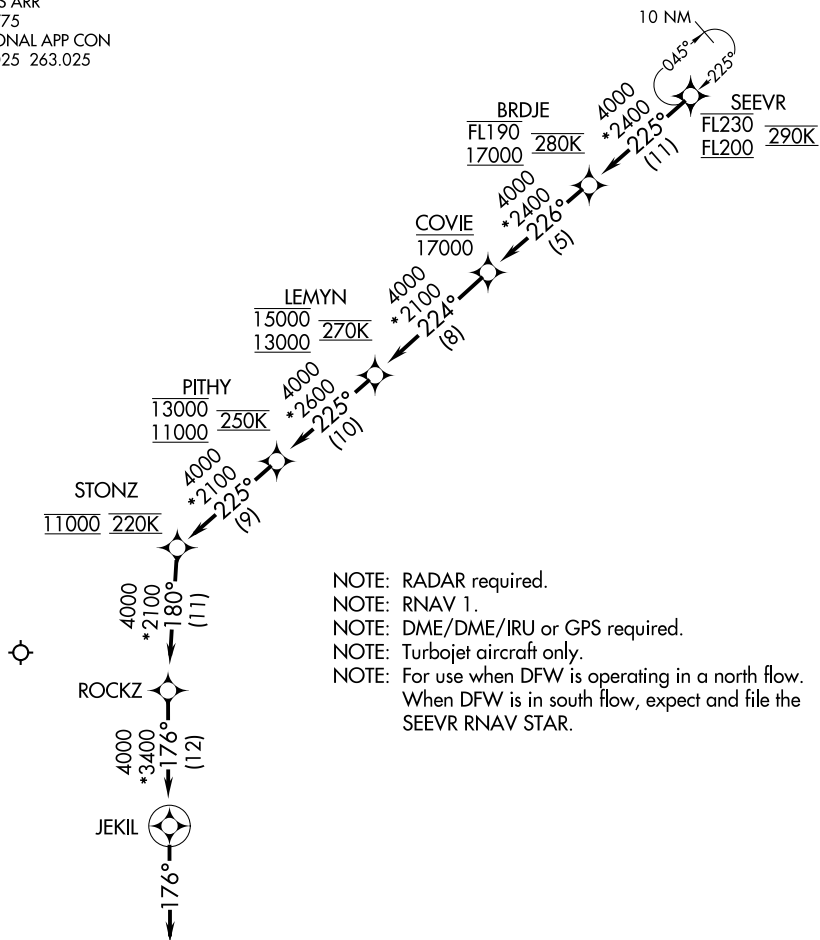 ARR
75
ONAL APP CON
025 263.025
10 NM
045°
225°
SEEVR
FL230
FL200
290K
4000
*2400
225°
(11)
BRDJE
FL190
17000
280K
4000
*2400
226°
(5)
COVIE
17000
4000
*2100
224°
(8)
LEMYN
15000
13000
270K
4000
*2600
225°
(10)
PITHY
13000
11000
250K
4000
*2100
225°
(9)
STONZ
11000 220K
4000
*2100
180°
(11)
NOTE: RADAR required.
NOTE: RNAV 1.
NOTE: DME/DME/IRU or GPS required.
NOTE: Turbojet aircraft only.
NOTE: For use when DFW is operating in a north flow.
When DFW is in south flow, expect and file the
SEEVR RNAV STAR.
ROCKZ
4000
*3400
176°
(12)
JEKIL
176°